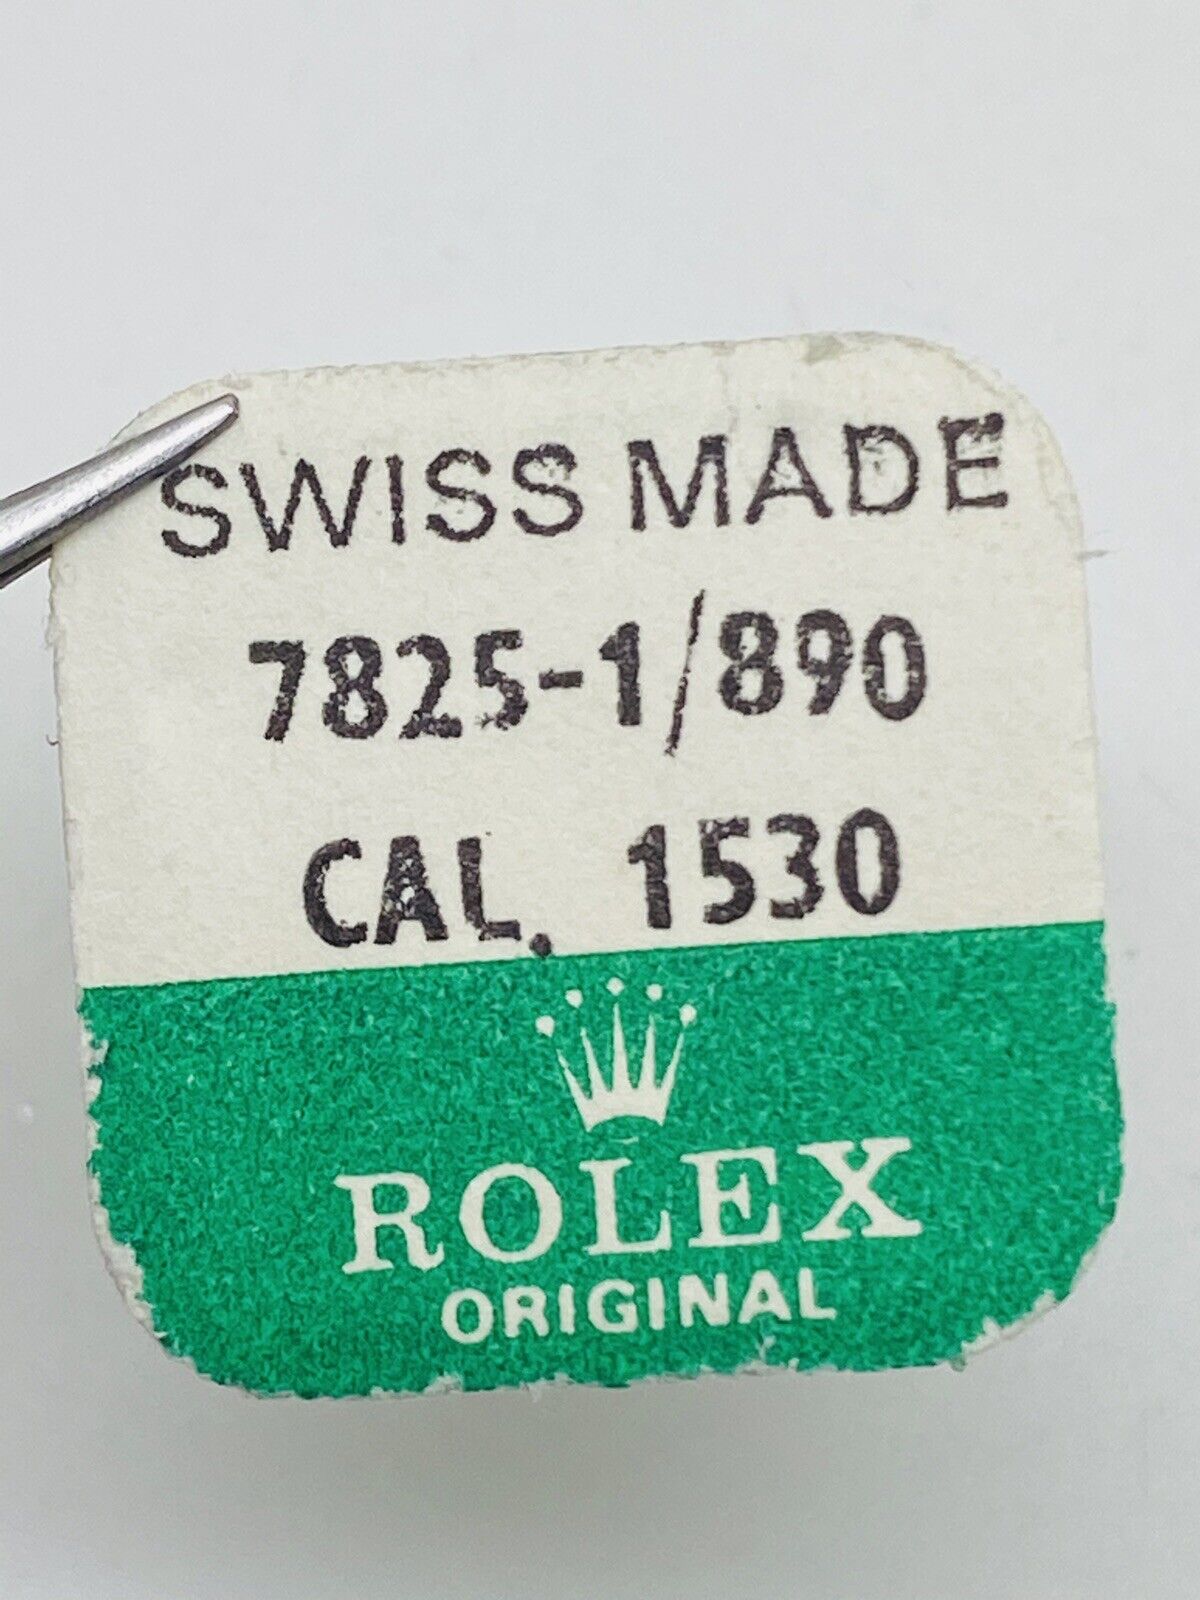 SWISS MADE
7825-1/890
CAL. 1530
ROLEX
ORIGINAL